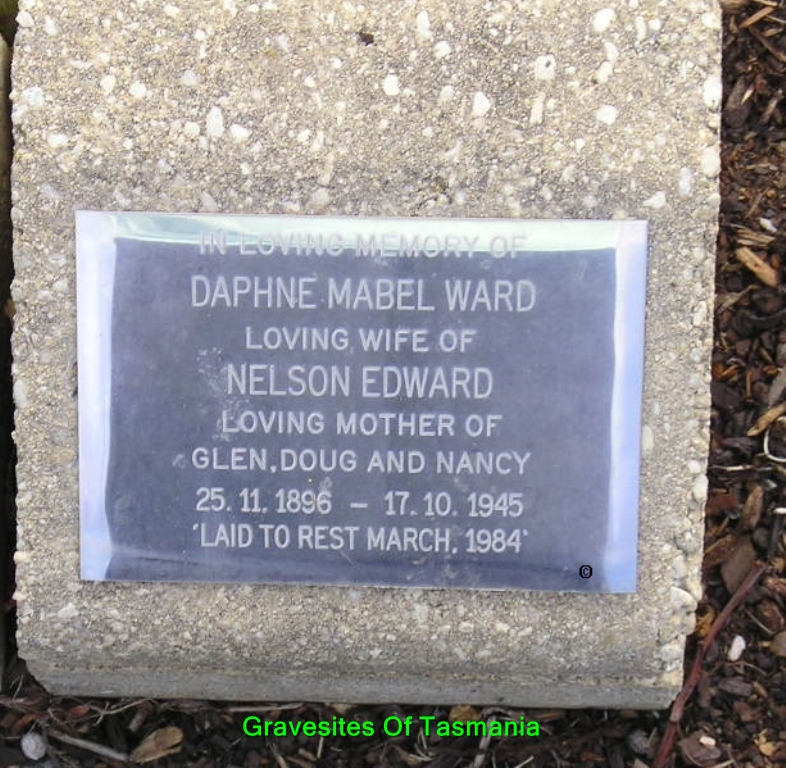 IN LOVING MEMORY OF
DAPHNE MABEL WARD
LOVING WIFE OF
NELSON EDWARD
LOVING MOTHER OF
GLEN, DOUG AND NANCY
25. 11. 1896 – 17. 10. 1945
'LAID TO REST MARCH, 1984'
©
Gravesites Of Tasmania